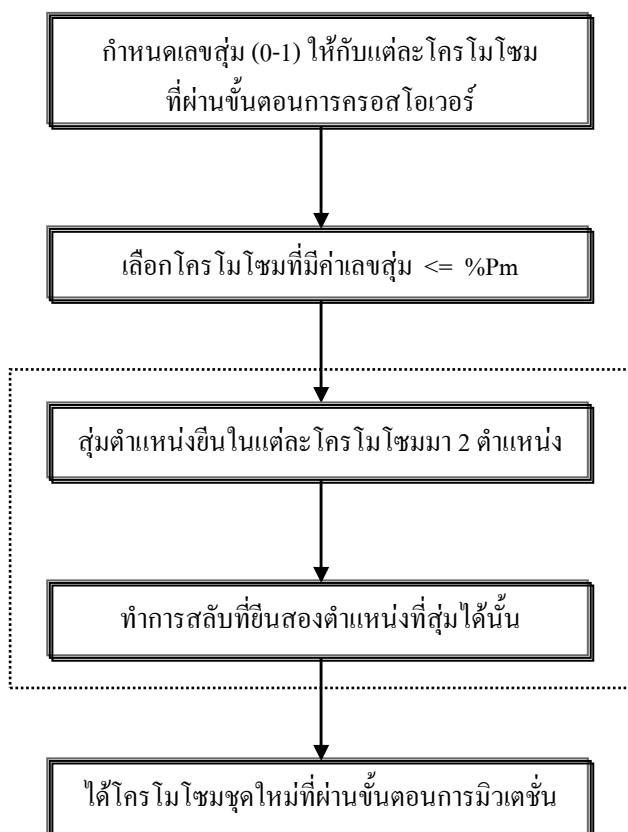 กำหนดเลขสุ่ม (0-1) ให้กับแต่ละโครโมโซม
ที่ผ่านขั้นตอนการครอสโอเวอร์
เลือกโครโมโซมที่มีค่าเลขสุ่ม <= %Pm
สุ่มตำแหน่งยีนในแต่ละโครโมโซมมา 2 ตำแหน่ง
ทำการสลับที่ยีนสองตำแหน่งที่สุ่มได้นั้น
ได้โครโมโซมชุดใหม่ที่ผ่านขั้นตอนการมิวเตชั่น